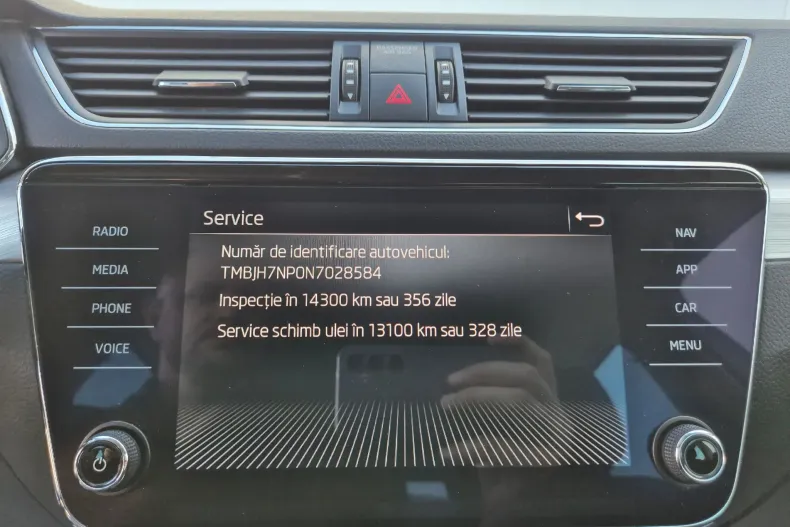 Service
RADIO
MEDIA
PHONE
VOICE
Număr de identificare autovehicul:
TMBJH7NP0N7028584
Inspecție în 14300 km sau 356 zile
Service schimb ulei în 13100 km sau 328 zile
NAV
APP
CAR
MENU